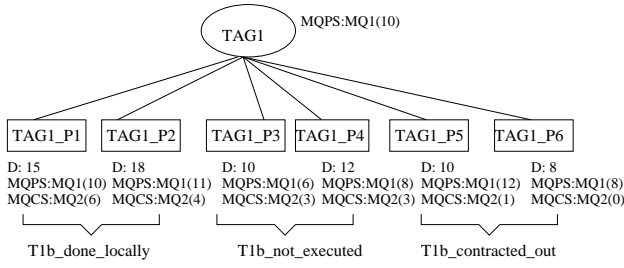 TAG1
MQPS:MQ1(10)
TAG1_P1 TAG1_P2 TAG1_P3 TAG1_P4 TAG1_P5 TAG1_P6
D: 15 D: 18 D: 10 D: 12 D: 10 D: 8
MQPS:MQ1(10) MQPS:MQ1(11) MQPS:MQ1(6) MQPS:MQ1(8) MQPS:MQ1(12) MQPS:MQ1(8)
MQCS:MQ2(6) MQCS:MQ2(4) MQCS:MQ2(3) MQCS:MQ2(3) MQCS:MQ2(1) MQCS:MQ2(0)
T1b_done_locally T1b_not_executed T1b_contracted_out